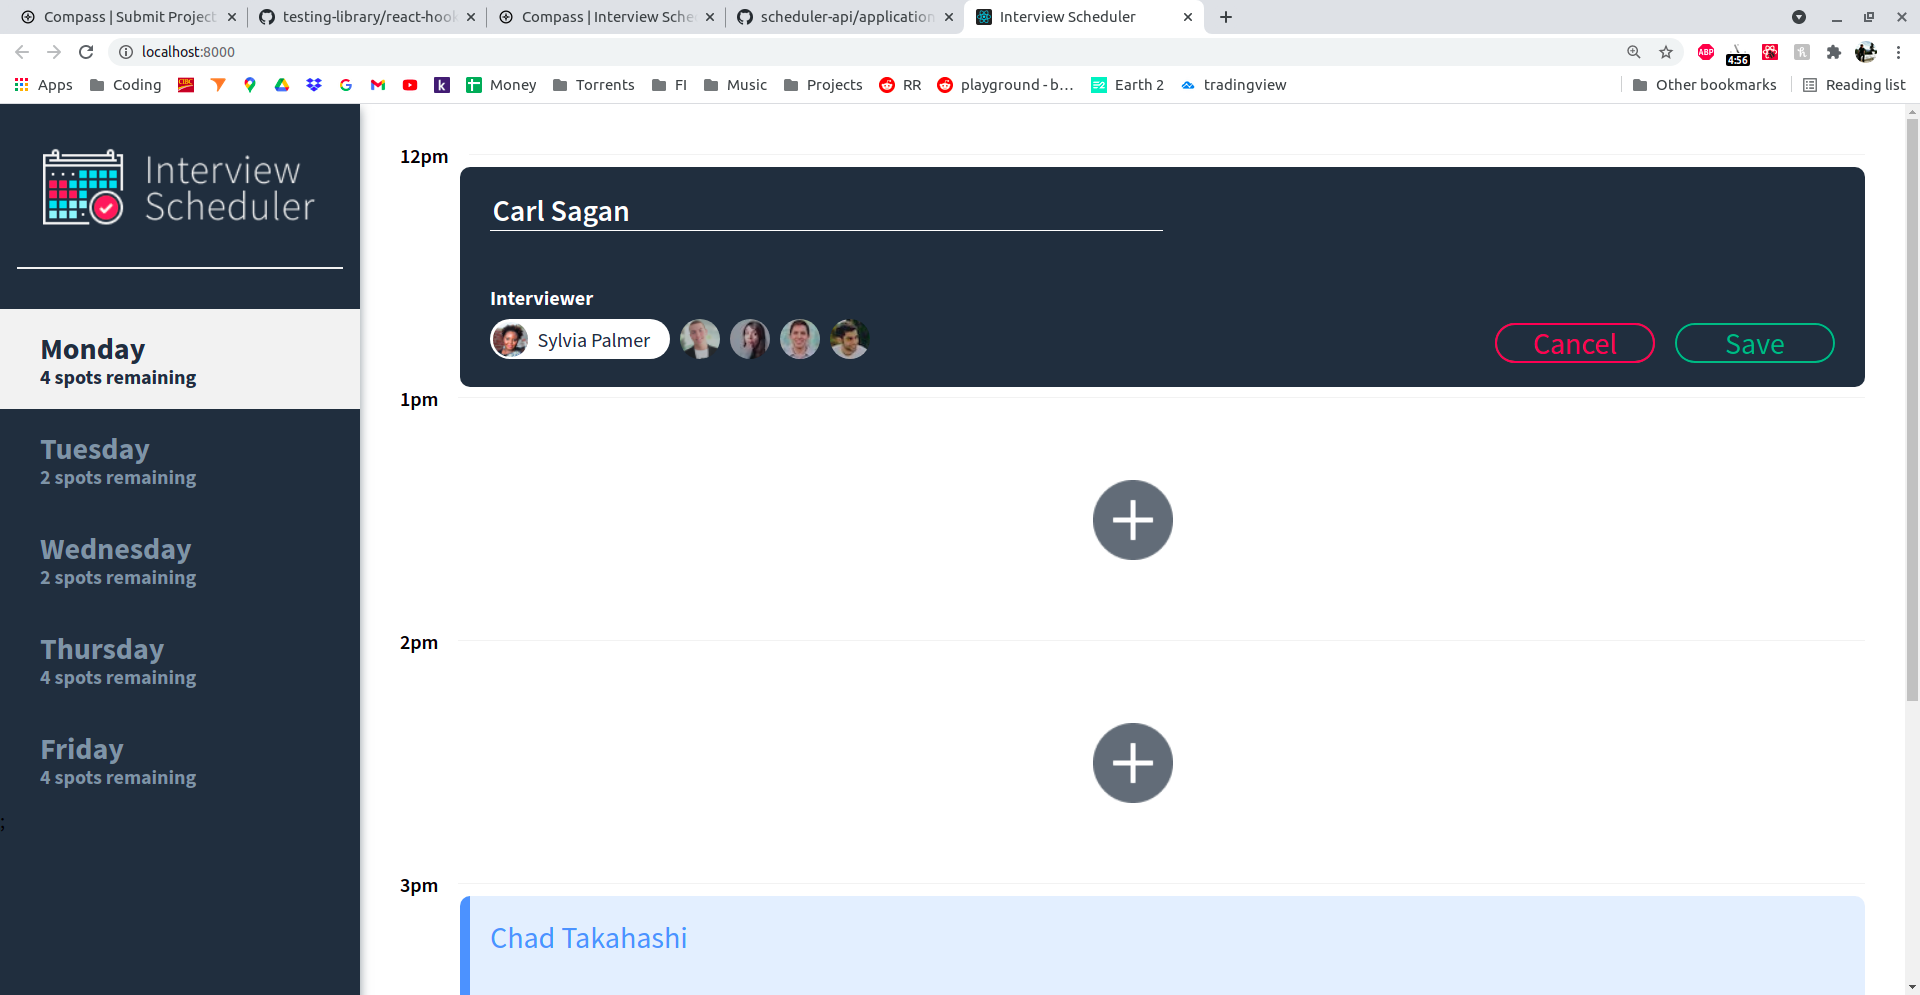 Compass | Submit Project
testing-library/react-hook
Compass | Interview Sche
scheduler-api/application
Interview Scheduler
localhost:8000
ABP
4:56
Apps
Coding
CIBC
k
Money
Torrents
FI
Music
Projects
RR
playground - b...
E2
Earth 2
tradingview
Other bookmarks
Reading list
Interview
Scheduler
Monday
4 spots remaining
Tuesday
2 spots remaining
Wednesday
2 spots remaining
Thursday
4 spots remaining
Friday
4 spots remaining
;
12pm
Carl Sagan
Interviewer
Sylvia Palmer
Cancel
Save
1pm
2pm
3pm
Chad Takahashi